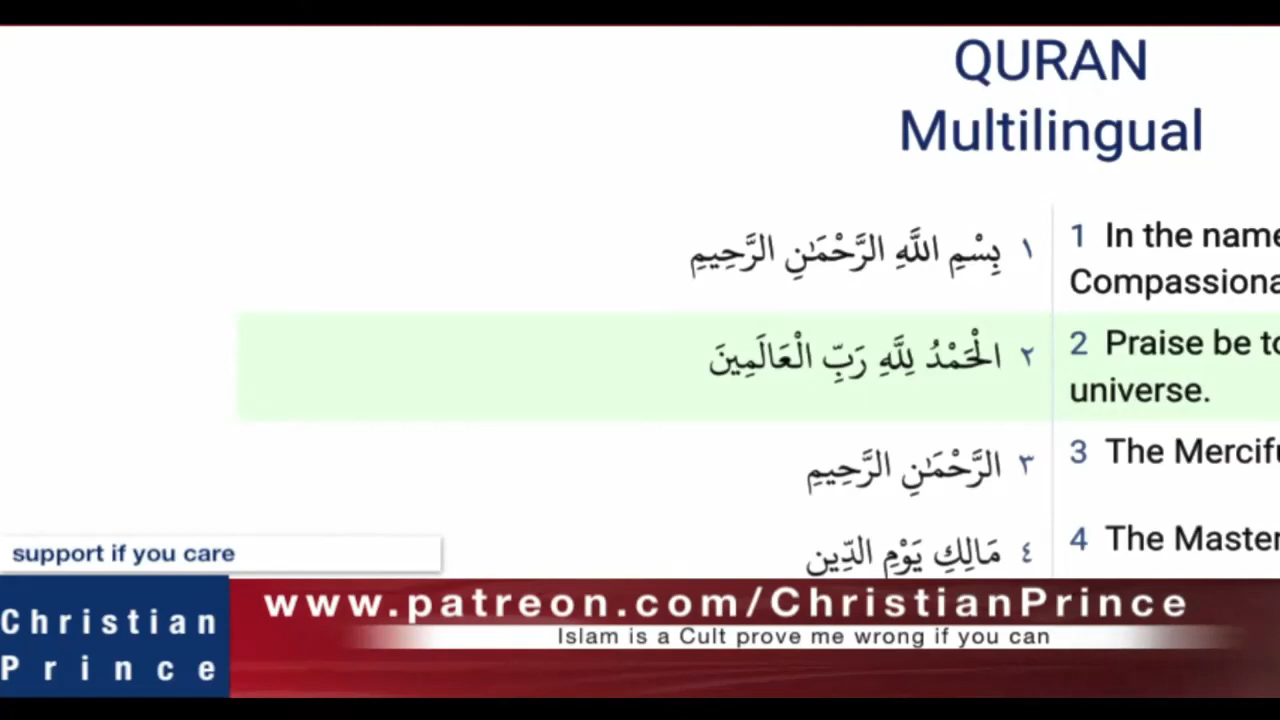 QURAN
Multilingual
١ بِسْمِ اللَّهِ الرَّحْمَٰنِ الرَّحِيمِ
1 In the name
Compassiona
٢ الْحَمْدُ لِلَّهِ رَبِّ الْعَالَمِينَ
2 Praise be to
universe.
٣ الرَّحْمَٰنِ الرَّحِيمِ
3 The Mercifu
٤ مَالِكِ يَوْمِ الدِّينِ
4 The Master
support if you care
Christian
Prince
www.patreon.com/ChristianPrince
Islam is a Cult prove me wrong if you can